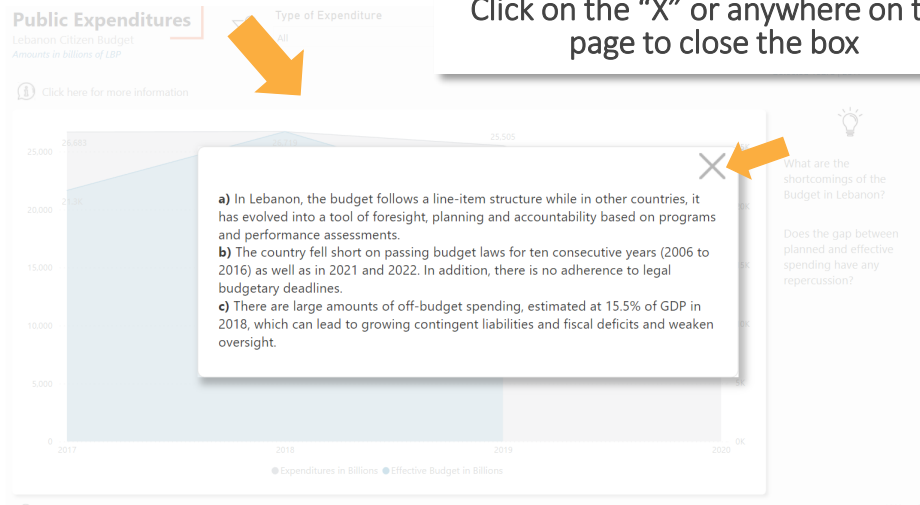 Click on the “X” or anywhere on t
page to close the box
Public Expenditures
Lebanon Citizen Budget
Amounts in billions of LBP
Type of Expenditure
All
Click here for more information
25,000
20,000
15,000
10,000
5,000
0
25,505
a) In Lebanon, the budget follows a line-item structure while in other countries, it
has evolved into a tool of foresight, planning and accountability based on programs
and performance assessments.
b) The country fell short on passing budget laws for ten consecutive years (2006 to
2016) as well as in 2021 and 2022. In addition, there is no adherence to legal
budgetary deadlines.
c) There are large amounts of off-budget spending, estimated at 15.5% of GDP in
2018, which can lead to growing contingent liabilities and fiscal deficits and weaken
oversight.
5K
0K
2017
2018
2019
2020
Expenditures in Billions
Effective Budget in Billions
What are the
shortcomings of the
Budget in Lebanon?
Does the gap between
planned and effective
spending have any
repercussion?